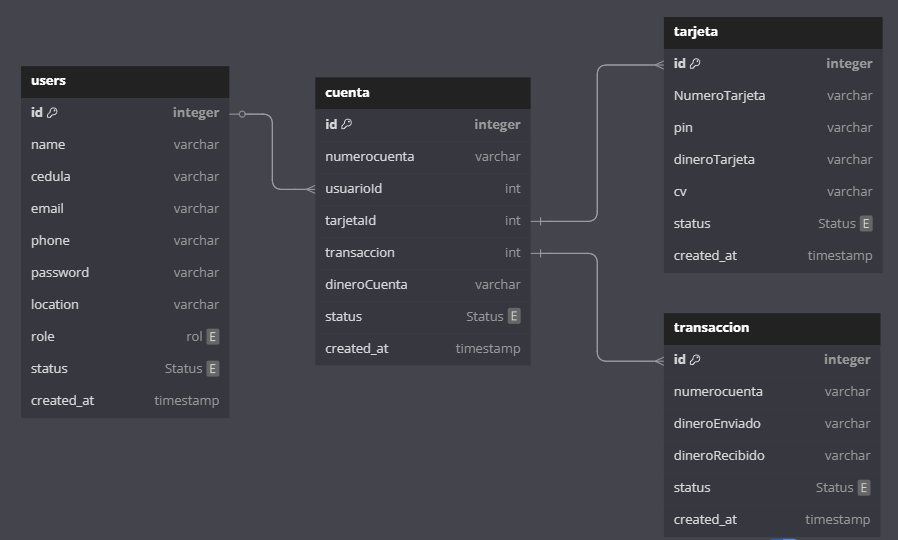 users
id integer
name varchar
cedula varchar
email varchar
phone varchar
password varchar
location varchar
role rol E
status Status E
created_at timestamp
cuenta
id integer
numerocuenta varchar
usuarioId int
tarjetaId int
transaccion int
dineroCuenta varchar
status Status E
created_at timestamp
tarjeta
id integer
NumeroTarjeta varchar
pin varchar
dineroTarjeta varchar
cv varchar
status Status E
created_at timestamp
transaccion
id integer
numerocuenta varchar
dineroEnviado varchar
dineroRecibido varchar
status Status E
created_at timestamp